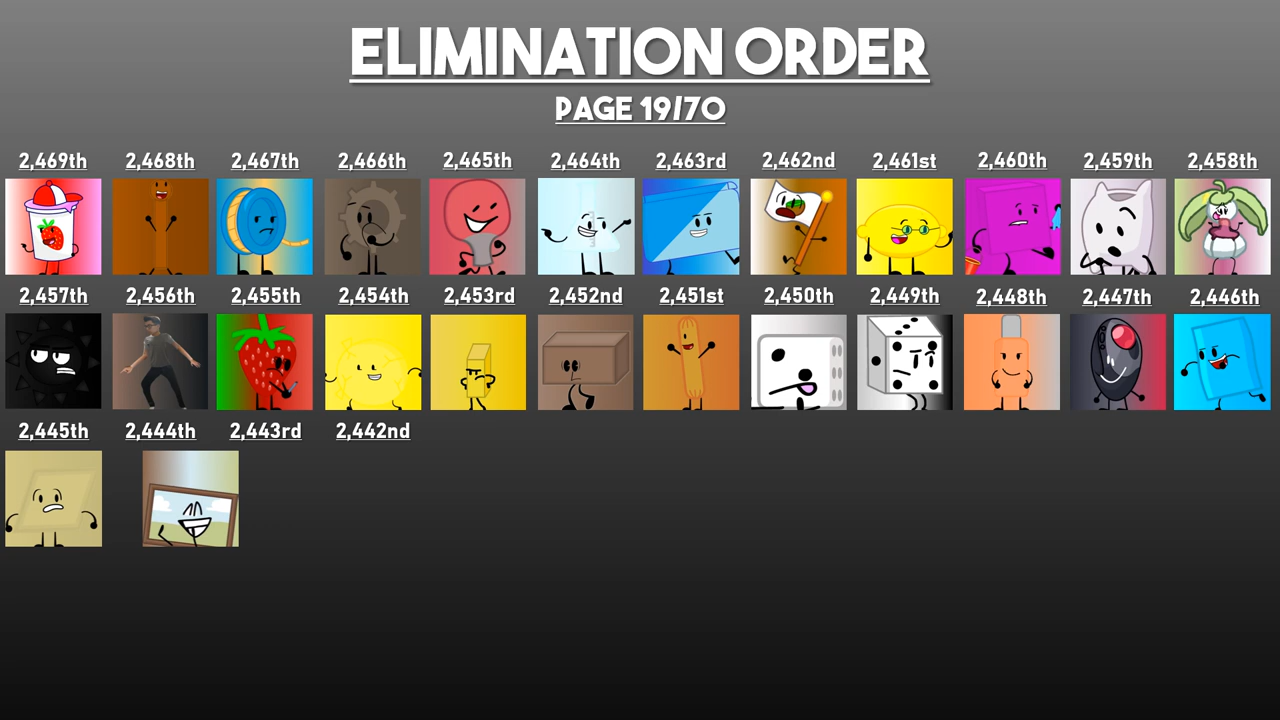 ELIMINATION ORDER
PAGE 19/70
2,469th 2,468th 2,467th 2,466th 2,465th 2,464th 2,463rd 2,462nd 2,461st 2,460th 2,459th 2,458th
2,457th 2,456th 2,455th 2,454th 2,453rd 2,452nd 2,451st 2,450th 2,449th 2,448th 2,447th 2,446th
2,445th 2,444th 2,443rd 2,442nd